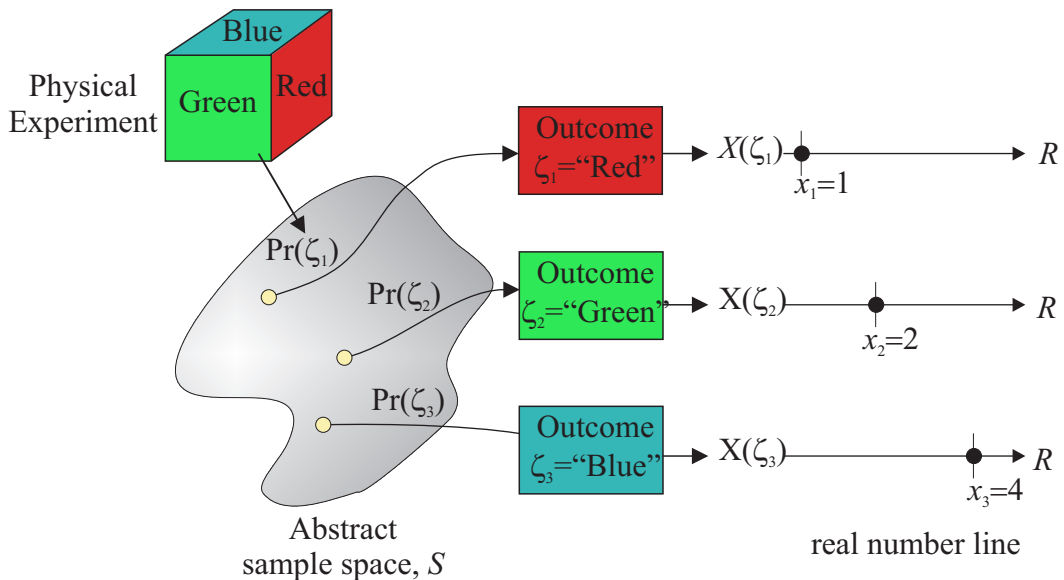 Blue
Physical
Experiment
Green
Red
Outcome
ζ₁=“Red”
X(ζ₁)
x₁=1
R
Pr(ζ₁)
Pr(ζ₂)
Outcome
ζ₂=“Green”
X(ζ₂)
x₂=2
R
Pr(ζ₃)
Outcome
ζ₃=“Blue”
X(ζ₃)
x₃=4
R
Abstract
sample space, S
real number line